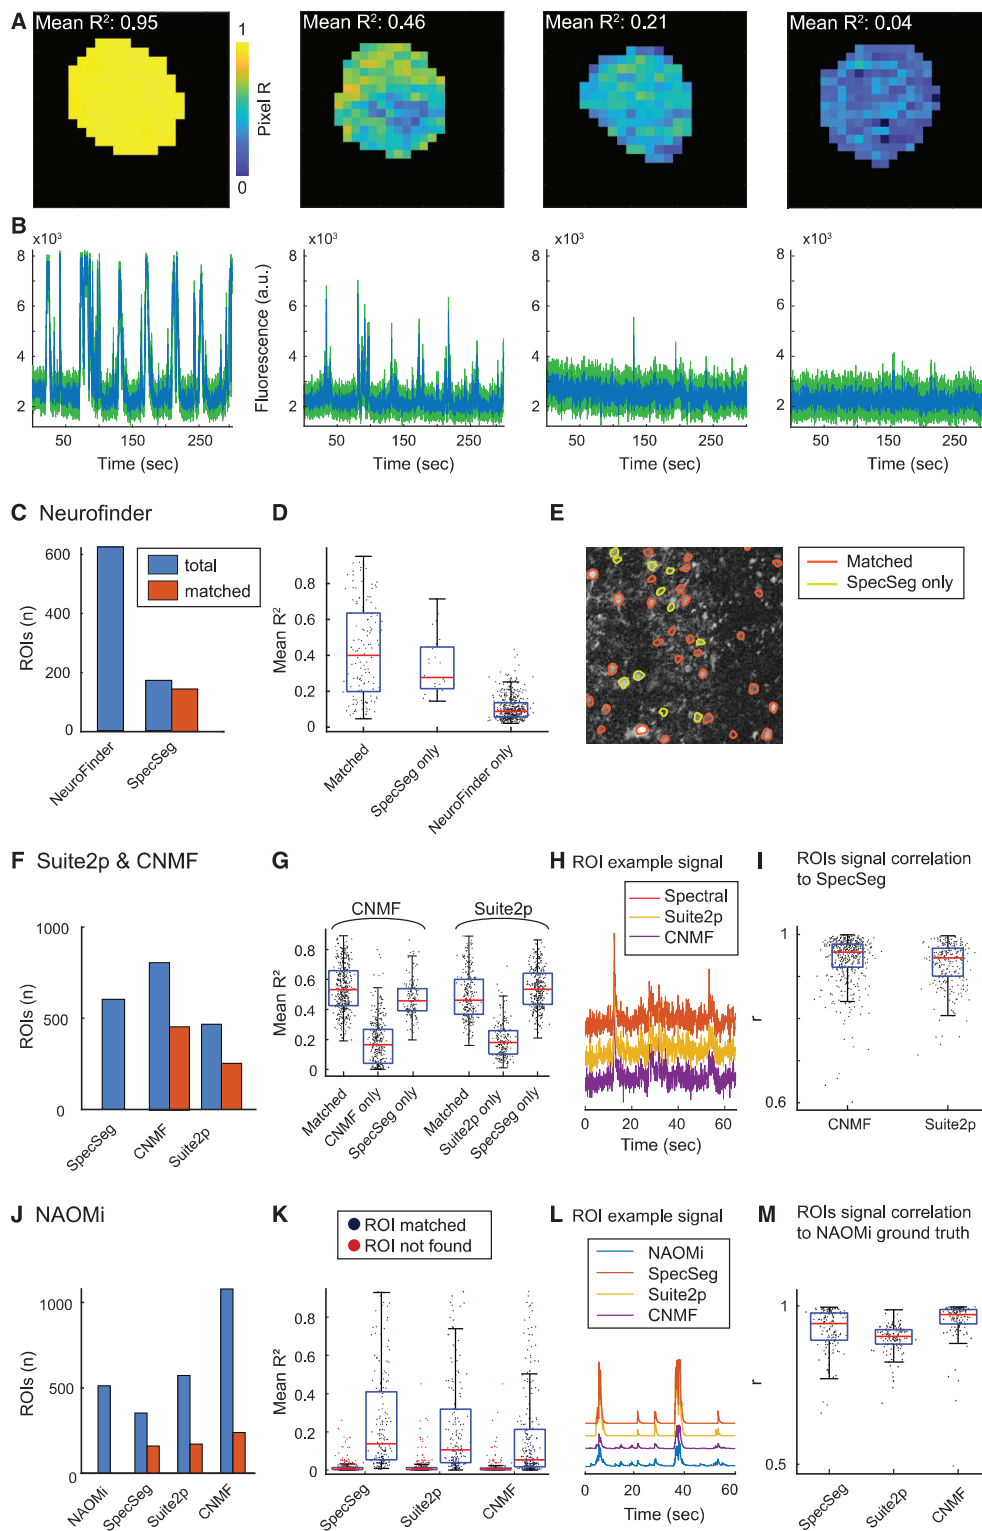 A
Mean R²: 0.95
Mean R²: 0.46
Mean R²: 0.21
Mean R²: 0.04
1
Pixel R
0
B
x10³
x10³
x10³
x10³
8
6
4
2
50
150
250
Time (sec)
Fluorescence (a.u.)
8
6
4
2
50
150
250
Time (sec)
8
6
4
2
50
150
250
Time (sec)
8
6
4
2
50
150
250
Time (sec)
C Neurofinder
total
matched
ROIs (n)
600
400
200
0
NeuroFinder
SpecSeg
D
Mean R²
0.8
0.6
0.4
0.2
0
Matched
SpecSeg only
NeuroFinder only
E
Matched
SpecSeg only
F Suite2p & CNMF
ROIs (n)
1000
500
0
SpecSeg
CNMF
Suite2p
G
CNMF
Suite2p
Mean R²
0.8
0.6
0.4
0.2
0
Matched
CNMF only
SpecSeg only
Matched
Suite2p only
SpecSeg only
H ROI example signal
Spectral
Suite2p
CNMF
0
20
40
60
Time (sec)
I ROIs signal correlation
to SpecSeg
1
r
0.6
CNMF
Suite2p
J NAOMi
ROIs (n)
1000
500
0
NAOMi
SpecSeg
Suite2p
CNMF
K
ROI matched
ROI not found
Mean R²
0.8
0.6
0.4
0.2
0
SpecSeg
Suite2p
CNMF
L ROI example signal
NAOMi
SpecSeg
Suite2p
CNMF
0
20
40
60
Time (sec)
M ROIs signal correlation
to NAOMi ground truth
1
r
0.5
SpecSeg
Suite2p
CNMF